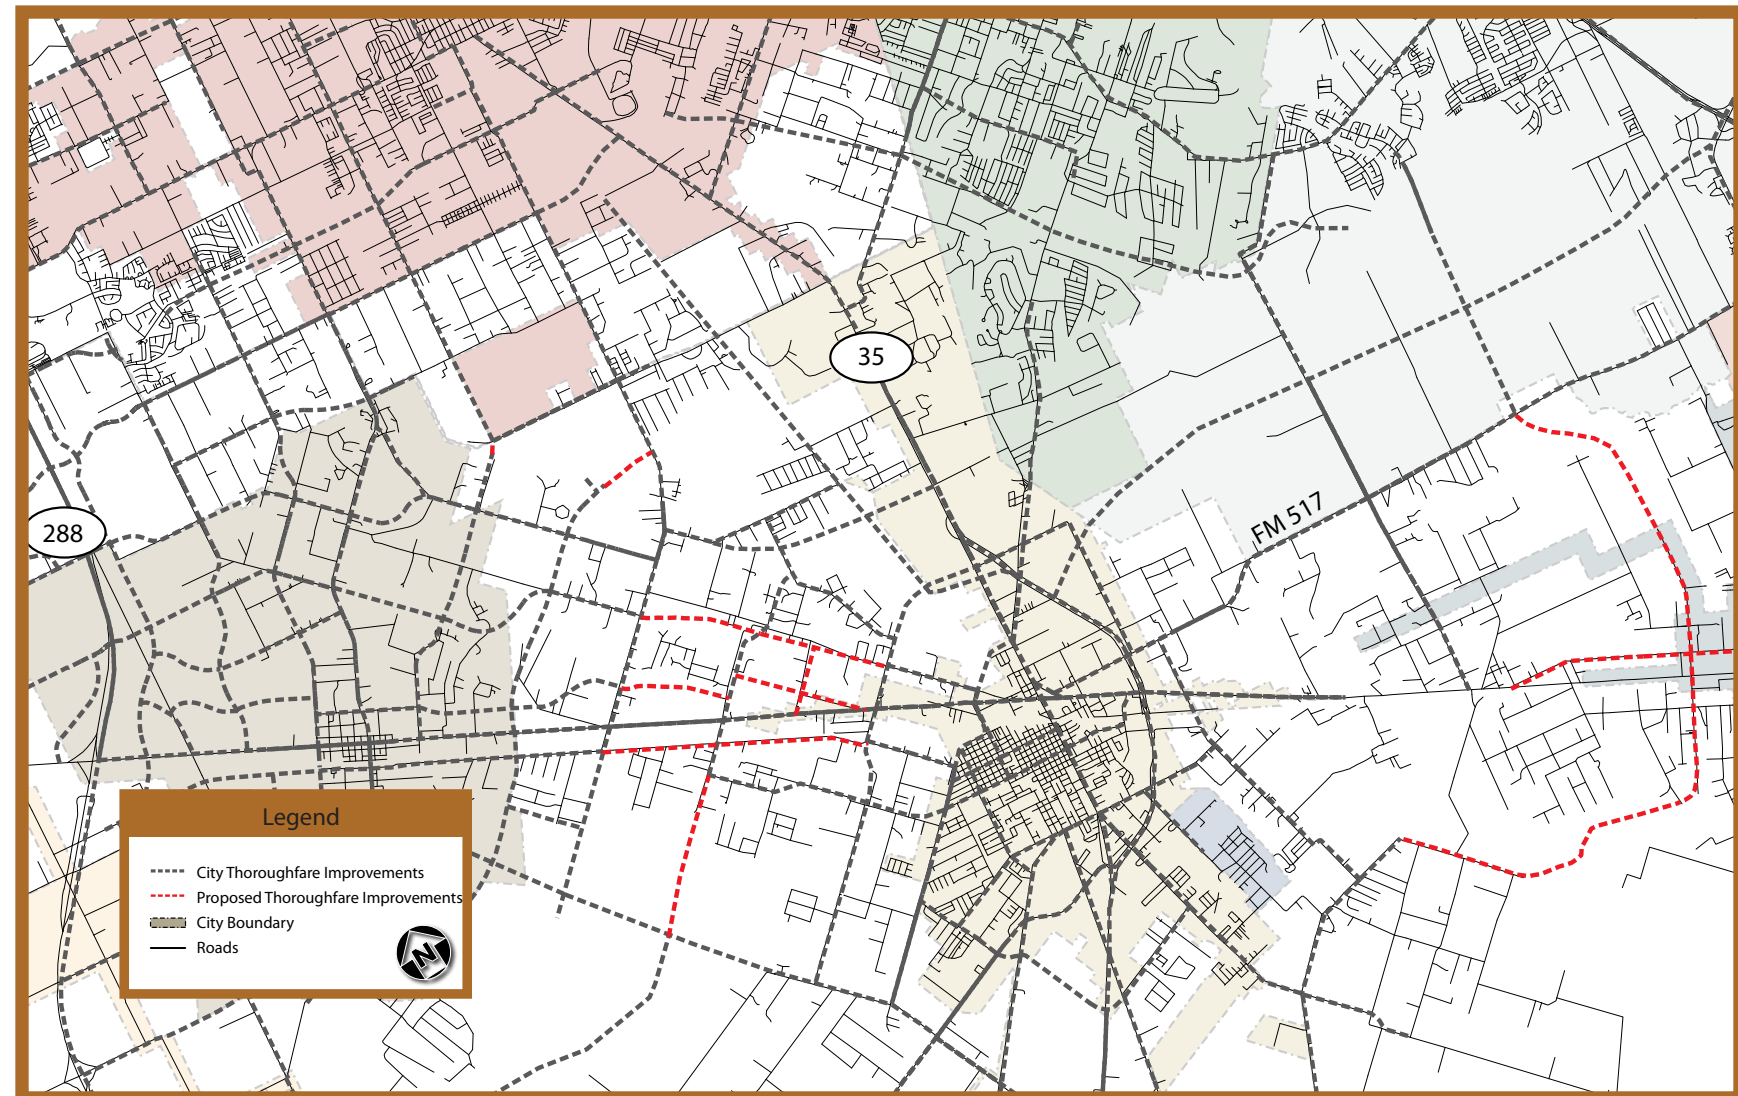 35
288
FM 517
Legend
City Thoroughfare Improvements
Proposed Thoroughfare Improvements
City Boundary
Roads
N